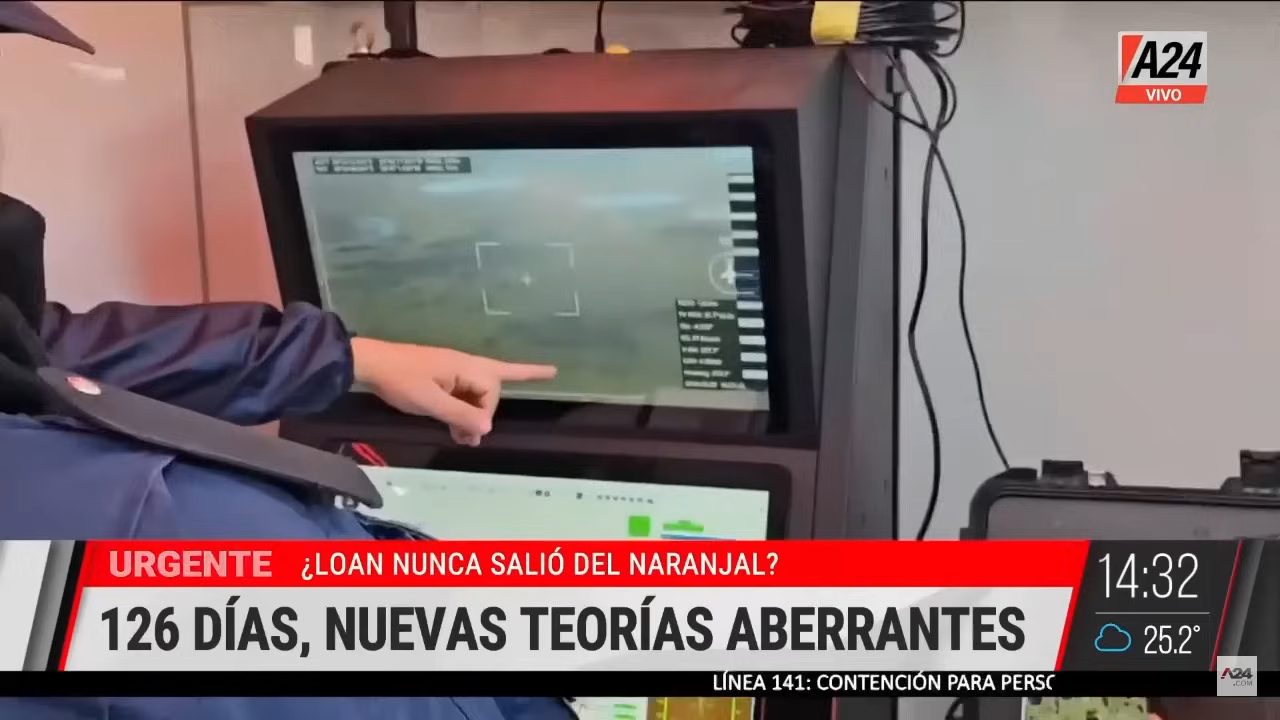 A24
VIVO
URGENTE ¿LOAN NUNCA SALIÓ DEL NARANJAL?
126 DÍAS, NUEVAS TEORÍAS ABERRANTES
14:32
25.2°
LÍNEA 141: CONTENCIÓN PARA PERSO
A24
.COM